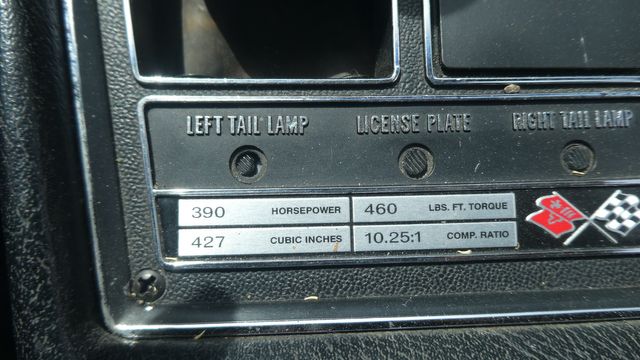 LEFT TAIL LAMP LICENSE PLATE RIGHT TAIL LAMP
390 HORSEPOWER 460 LBS. FT. TORQUE
427 CUBIC INCHES 10.25:1 COMP. RATIO